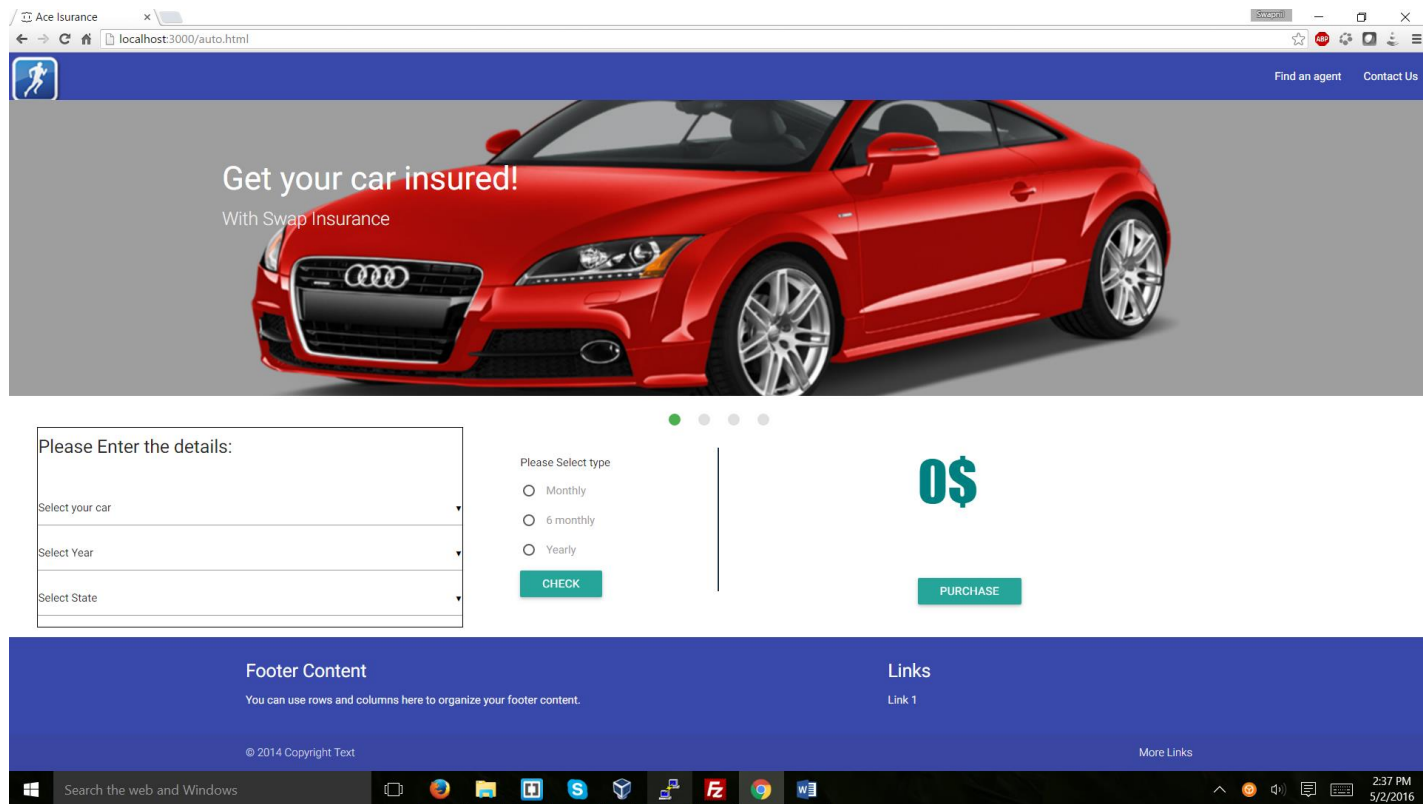 Ace Isurance
Swapnil
localhost:3000/auto.html
ABP
Find an agent Contact Us
Get your car insured!
With Swap Insurance
Please Enter the details:
Select your car
Select Year
Select State
Please Select type
Monthly
6 monthly
Yearly
CHECK
0$
PURCHASE
Footer Content
You can use rows and columns here to organize your footer content.
Links
Link 1
© 2014 Copyright Text
More Links
Search the web and Windows
2:37 PM
5/2/2016